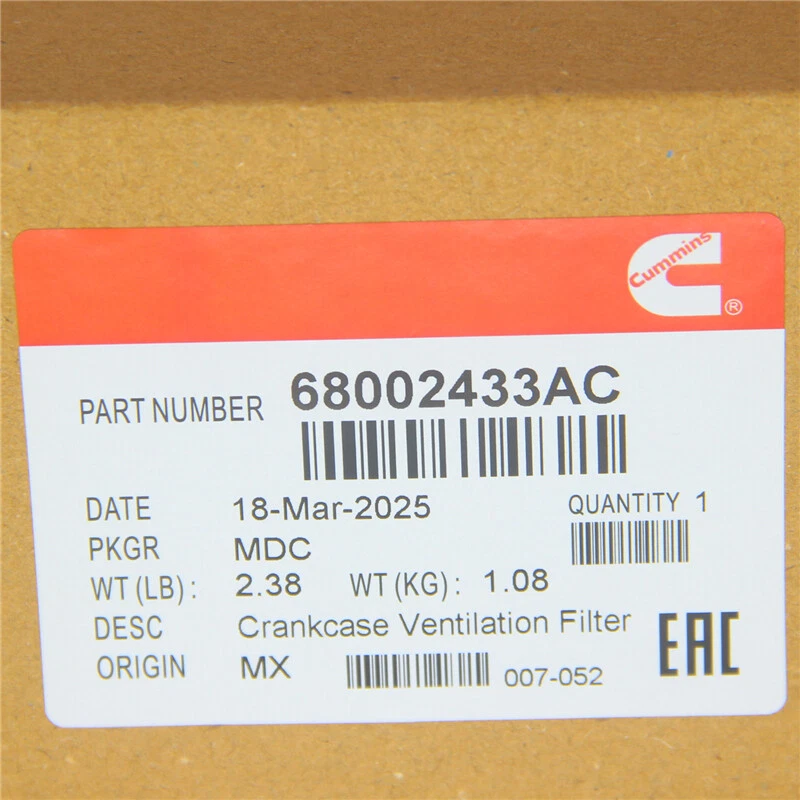 Cummins
®
PART NUMBER 68002433AC
DATE 18-Mar-2025 QUANTITY 1
PKGR MDC
WT (LB) : 2.38 WT (KG) : 1.08
DESC Crankcase Ventilation Filter
ORIGIN MX 007-052
EAC